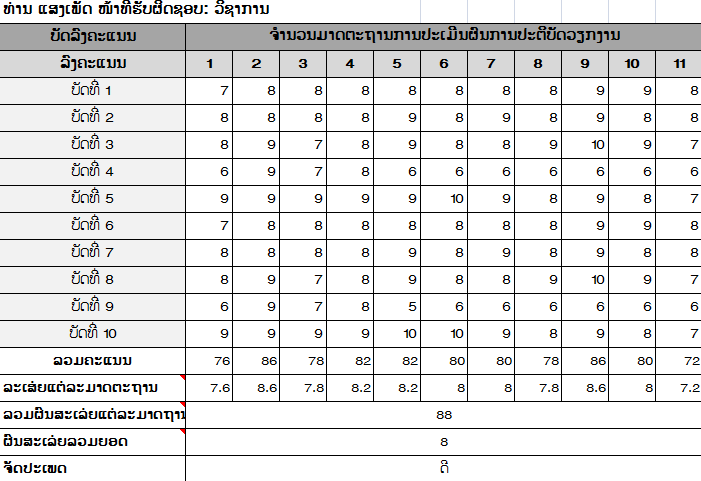 ທ່ານ ແສງເພັດ ໜ້າທີ່ຮັບຜິດຊອບ: ວິຊາການ
ບັດລົງຄະແນນ ຈຳນວນມາດຕະຖານການປະເມີນຜົນການປະຕິບັດວຽກງານ
ລົງຄະແນນ 1 2 3 4 5 6 7 8 9 10 11
ບັດທີ່ 1 7 8 8 8 8 8 8 8 9 9 8
ບັດທີ່ 2 8 8 8 8 9 8 9 8 9 8 8
ບັດທີ່ 3 8 9 7 8 9 8 8 9 10 9 7
ບັດທີ່ 4 6 9 7 8 6 6 6 6 6 6 6
ບັດທີ່ 5 9 9 9 9 9 10 9 8 9 8 7
ບັດທີ່ 6 7 8 8 8 8 8 8 8 9 9 8
ບັດທີ່ 7 8 8 8 8 9 8 9 8 9 8 8
ບັດທີ່ 8 8 9 7 8 9 8 8 9 10 9 7
ບັດທີ່ 9 6 9 7 8 5 6 6 6 6 6 6
ບັດທີ່ 10 9 9 9 9 10 10 9 8 9 8 7
ລວມຄະແນນ 76 86 78 82 82 80 80 78 86 80 72
ລະເສ່ຍແຕ່ລະມາດຕະຖານ 7.6 8.6 7.8 8.2 8.2 8 8 7.8 8.6 8 7.2
ລວມຜົນສະເລ່ຍແຕ່ລະມາດຖານ 88
ຜົນສະເລ່ຍລວມຍອດ 8
ຈັດປະເພດ ດີ